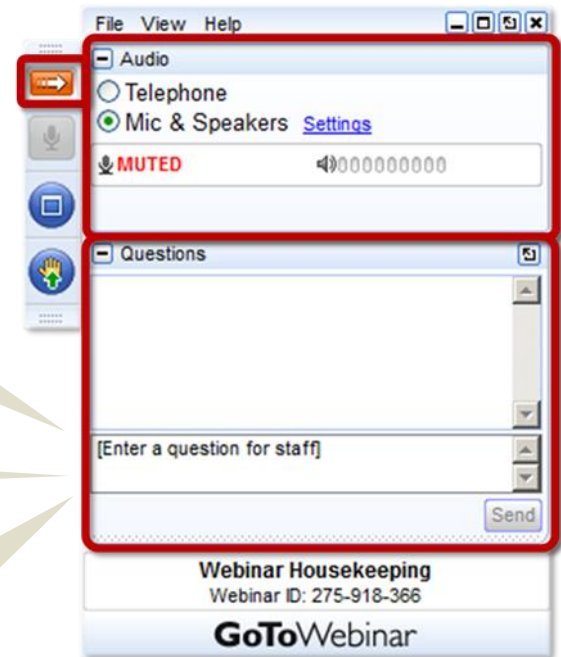 File View Help
Audio
Telephone
Mic & Speakers Settings
MUTED 000000000
Questions
[Enter a question for staff]
Send
Webinar Housekeeping
Webinar ID: 275-918-366
GoToWebinar